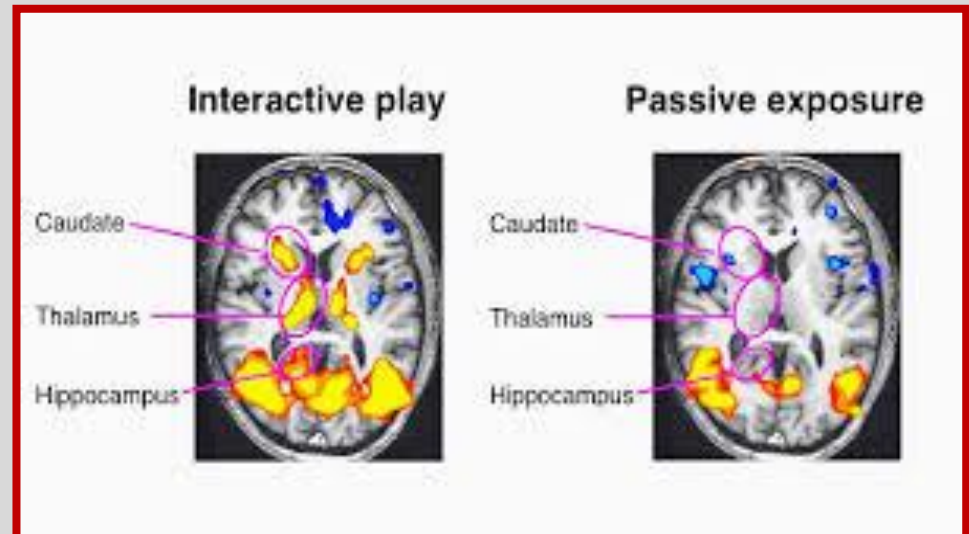 Interactive play
Caudate
Thalamus
Hippocampus
Passive exposure
Caudate
Thalamus
Hippocampus